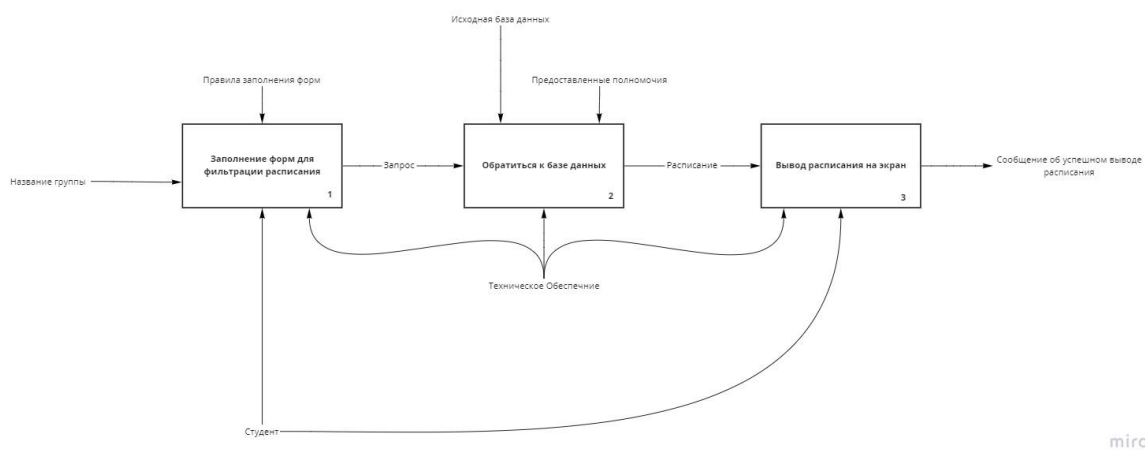 Исходная база данных
Правила заполнения форм
Предоставленные полномочия
Заполнение форм для
фильтрации расписания
1
Запрос
Обратиться к базе данных
2
Расписание
Вывод расписания на экран
3
Сообщение об успешном выводе
расписания
Название группы
Техническое Обеспечние
Студент
miro